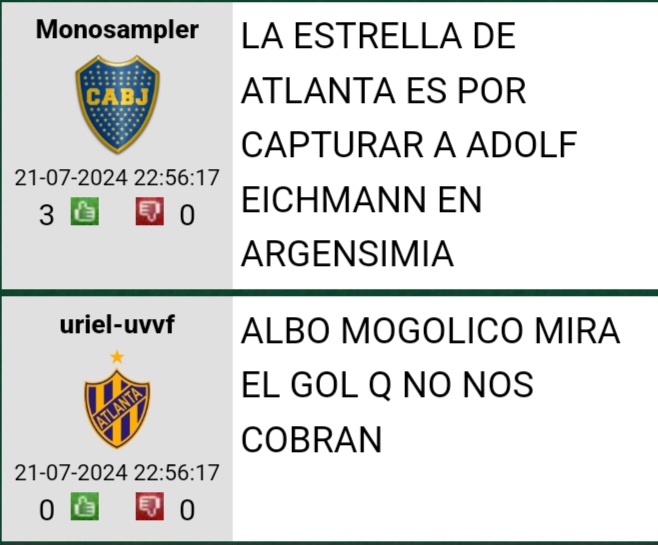 Monosampler
CABJ
21-07-2024 22:56:17
3 0
LA ESTRELLA DE
ATLANTA ES POR
CAPTURAR A ADOLF
EICHMANN EN
ARGENSIMIA
uriel-uvvf
ATLANTA
21-07-2024 22:56:17
0 0
ALBO MOGOLICO MIRA
EL GOL Q NO NOS
COBRAN